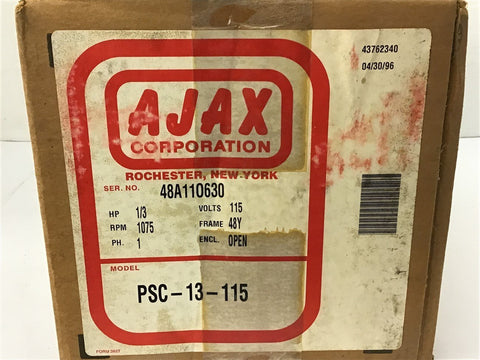 43762340
04/30/96
AJAX
CORPORATION
ROCHESTER, NEW YORK
SER. NO. 48A110630
HP 1/3 VOLTS 115
RPM 1075 FRAME 48Y
PH. 1 ENCL. OPEN
MODEL
PSC-13-115